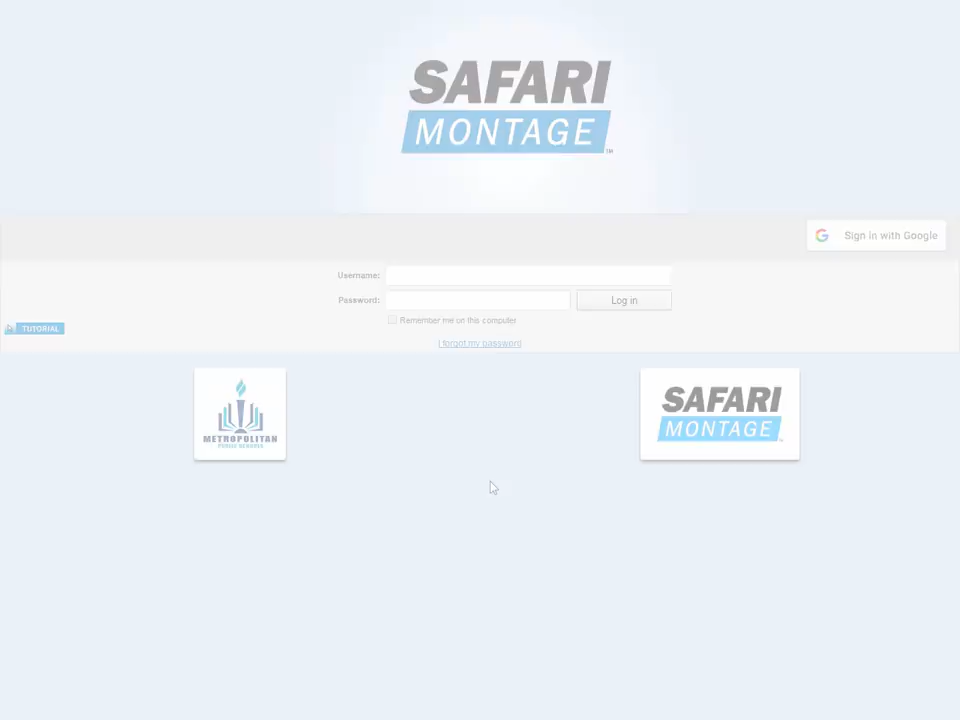 SAFARI
MONTAGE™
Sign in with Google
Username:
Password:
Log in
Remember me on this computer
TUTORIAL
I forgot my password
METROPOLITAN
PUBLIC SCHOOLS
SAFARI
MONTAGE